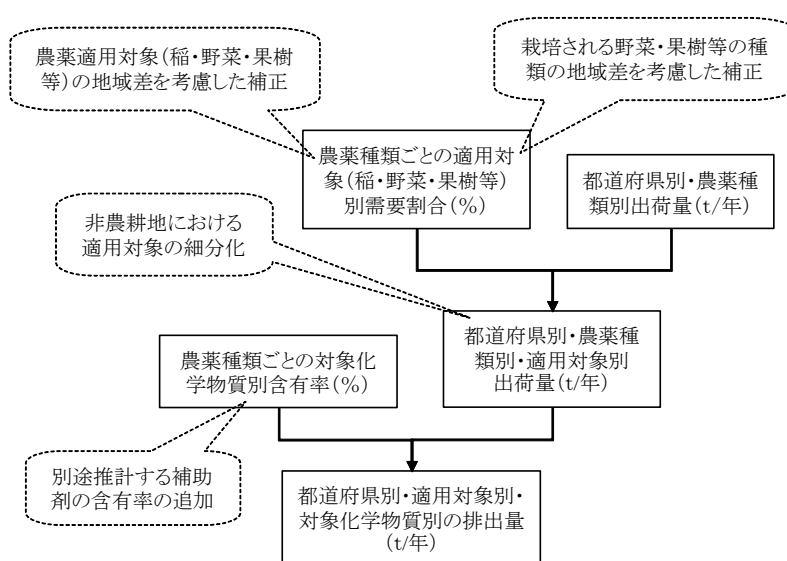 農薬適用対象(稲・野菜・果樹
等)の地域差を考慮した補正
栽培される野菜・果樹等の種
類の地域差を考慮した補正
農薬種類ごとの適用対
象(稲・野菜・果樹等)
別需要割合(%)
都道府県別・農薬種
類別出荷量(t/年)
非農耕地における
適用対象の細分化
都道府県別・農薬種
類別・適用対象別
出荷量(t/年)
農薬種類ごとの対象化
学物質別含有率(%)
別途推計する補助
剤の含有率の追加
都道府県別・適用対象別・
対象化学物質別の排出量
(t/年)